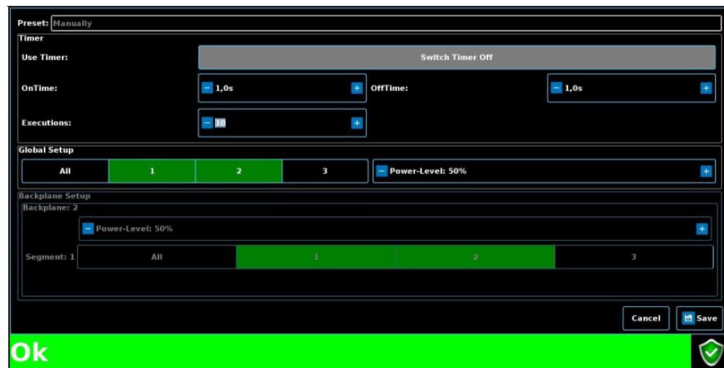 Preset: Manually
Timer
Use Timer: Switch Timer Off
OnTime: - 1,0s + OffTime: - 1,0s +
Executions: - 10 +
Global Setup
All 1 2 3 - Power-Level: 50% +
Backplane Setup
Backplane: 2
- Power-Level: 50% +
Segment: 1 All 1 2 3
Cancel Save
Ok